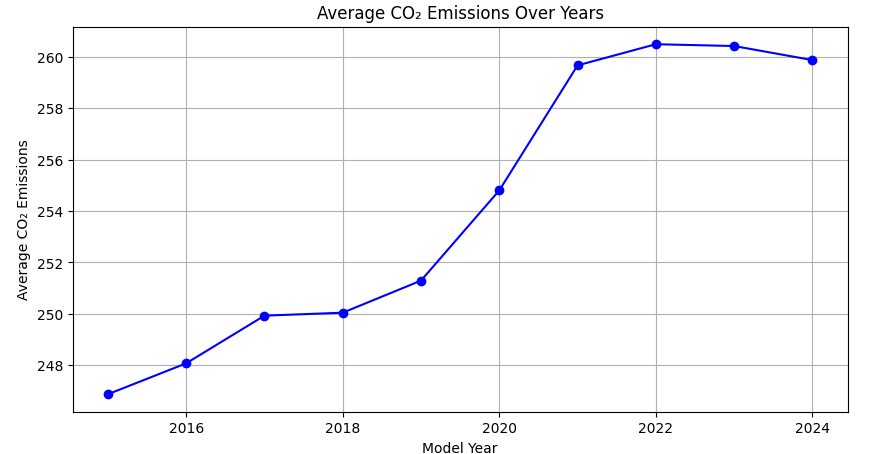 Average CO₂ Emissions Over Years
Average CO₂ Emissions
260
258
256
254
252
250
248
2016 2018 2020 2022 2024
Model Year